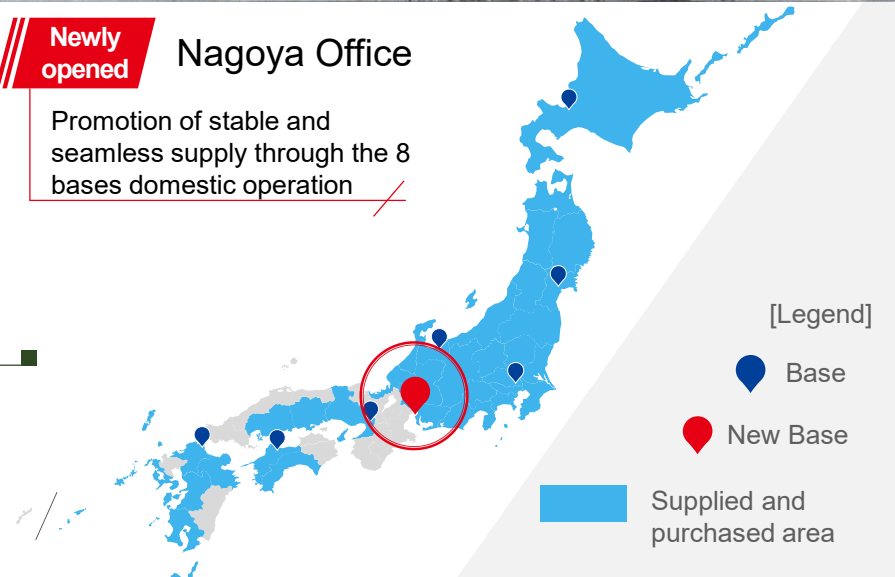 Newly
opened
Nagoya Office
Promotion of stable and
seamless supply through the 8
bases domestic operation
[Legend]
Base
New Base
Supplied and
purchased area